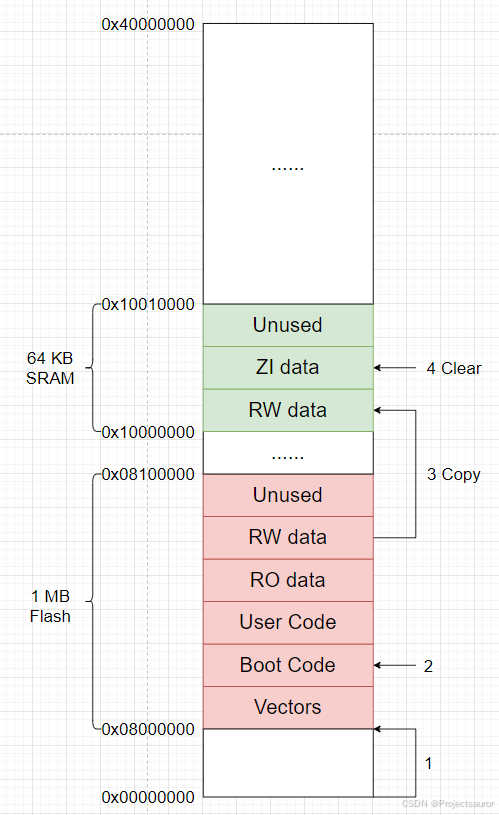 0x40000000
......
0x10010000
Unused
64 KB
SRAM
ZI data
4 Clear
RW data
0x10000000
......
0x08100000
3 Copy
Unused
RW data
RO data
1 MB
Flash
User Code
Boot Code
2
Vectors
0x08000000
1
0x00000000
CSDN @Projectsauror